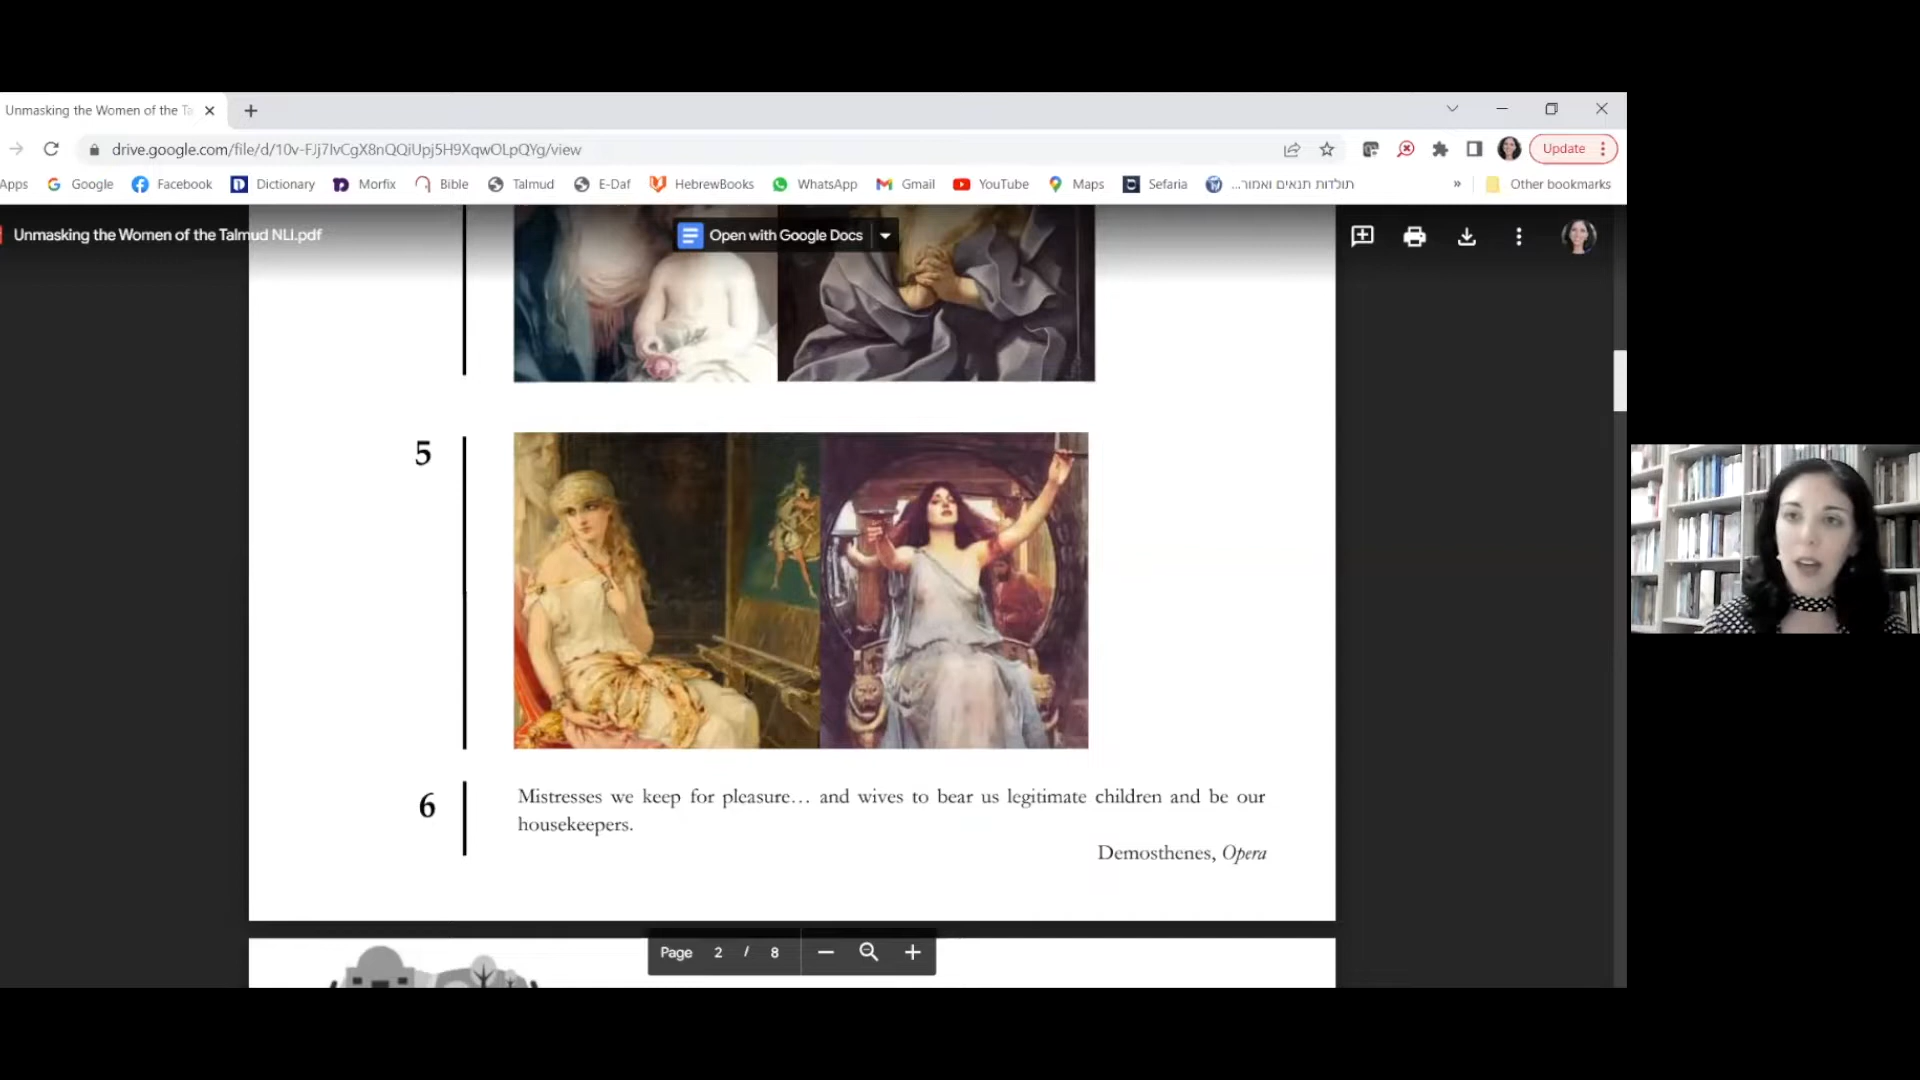 Unmasking the Women of the Ta
drive.google.com/file/d/10v-FJj7IvCgX8nQQiUpj5H9XqwOLpQYg/view
Update
Apps Google Facebook Dictionary Morfix Bible Talmud E-Daf HebrewBooks WhatsApp Gmail YouTube Maps Sefaria תולדות תנאים ואמור... » Other bookmarks
Unmasking the Women of the Talmud NLI.pdf
Open with Google Docs
5
6
Mistresses we keep for pleasure… and wives to bear us legitimate children and be our
housekeepers.
Demosthenes, Opera
Page 2 / 8